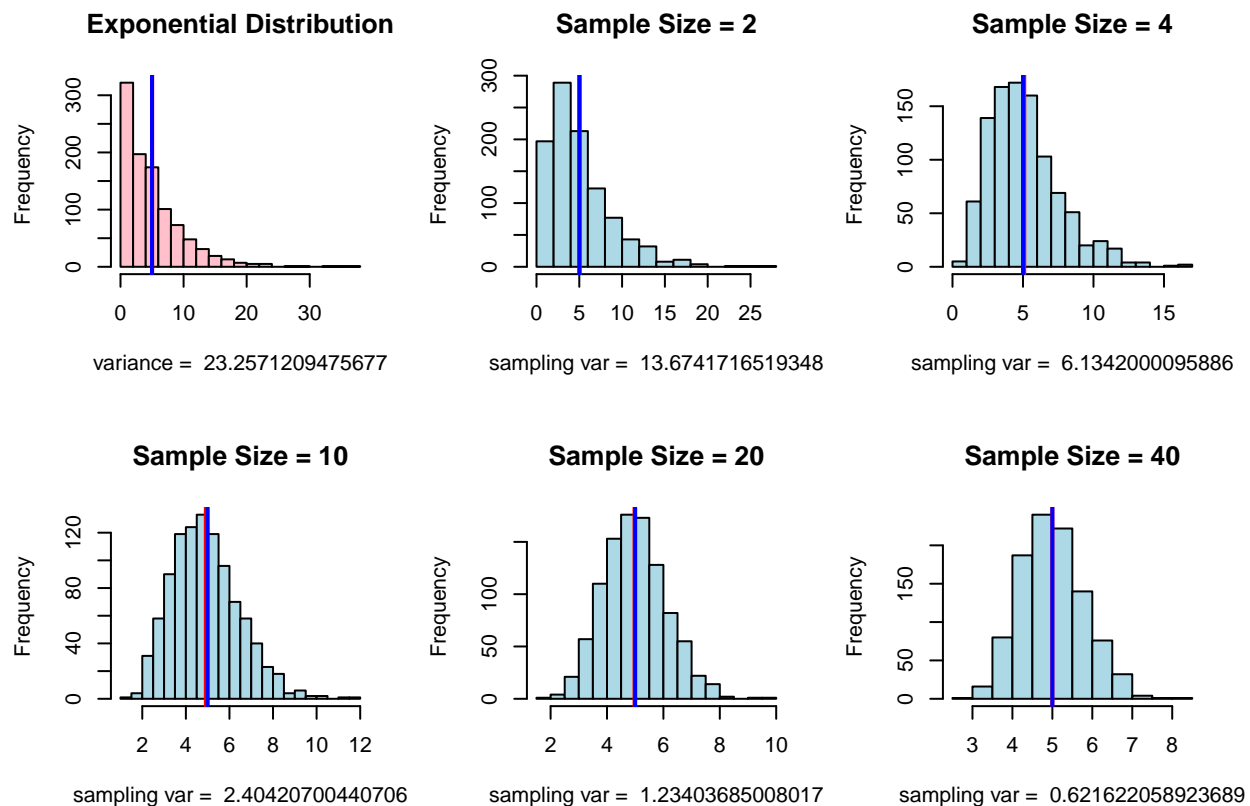 Exponential Distribution
Frequency
0 100 200 300
0 10 20 30
variance = 23.2571209475677
Sample Size = 2
Frequency
0 100 200 300
0 5 10 15 20 25
sampling var = 13.6741716519348
Sample Size = 4
Frequency
0 50 100 150
0 5 10 15
sampling var = 6.1342000095886
Sample Size = 10
Frequency
0 40 80 120
2 4 6 8 10 12
sampling var = 2.40420700440706
Sample Size = 20
Frequency
0 50 100
2 4 6 8 10
sampling var = 1.23403685008017
Sample Size = 40
Frequency
0 50 150
3 4 5 6 7 8
sampling var = 0.621622058923689